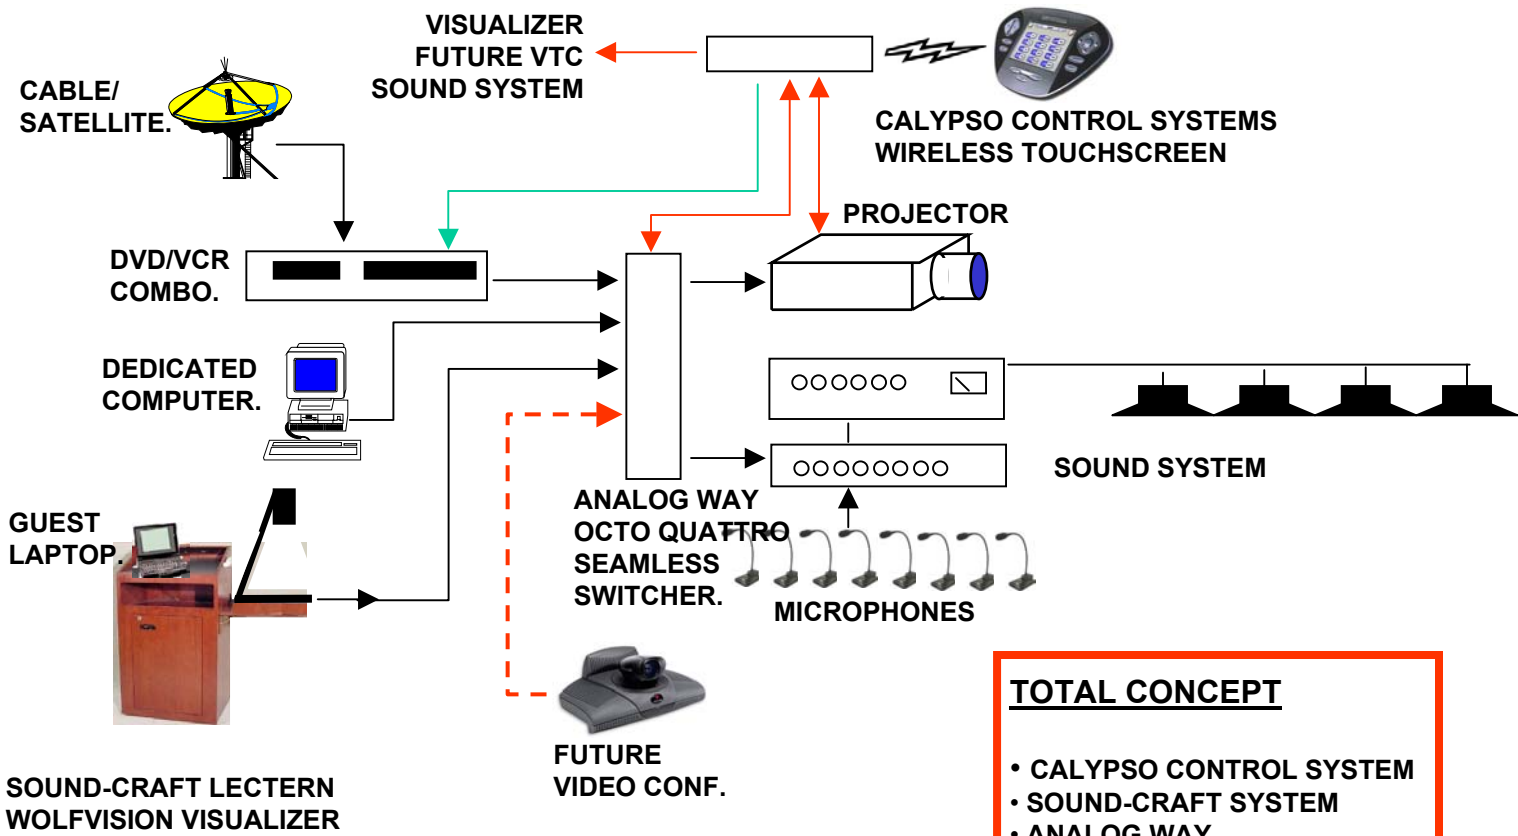 VISUALIZER
FUTURE VTC
SOUND SYSTEM
CABLE/
SATELLITE.
CALYPSO CONTROL SYSTEMS
WIRELESS TOUCHSCREEN
PROJECTOR
DVD/VCR
COMBO.
DEDICATED
COMPUTER.
SOUND SYSTEM
GUEST
LAPTOP.
ANALOG WAY
OCTO QUATTRO
SEAMLESS
SWITCHER.
MICROPHONES
FUTURE
VIDEO CONF.
SOUND-CRAFT LECTERN
WOLFVISION VISUALIZER
TOTAL CONCEPT
• CALYPSO CONTROL SYSTEM
• SOUND-CRAFT SYSTEM
• ANALOG WAY